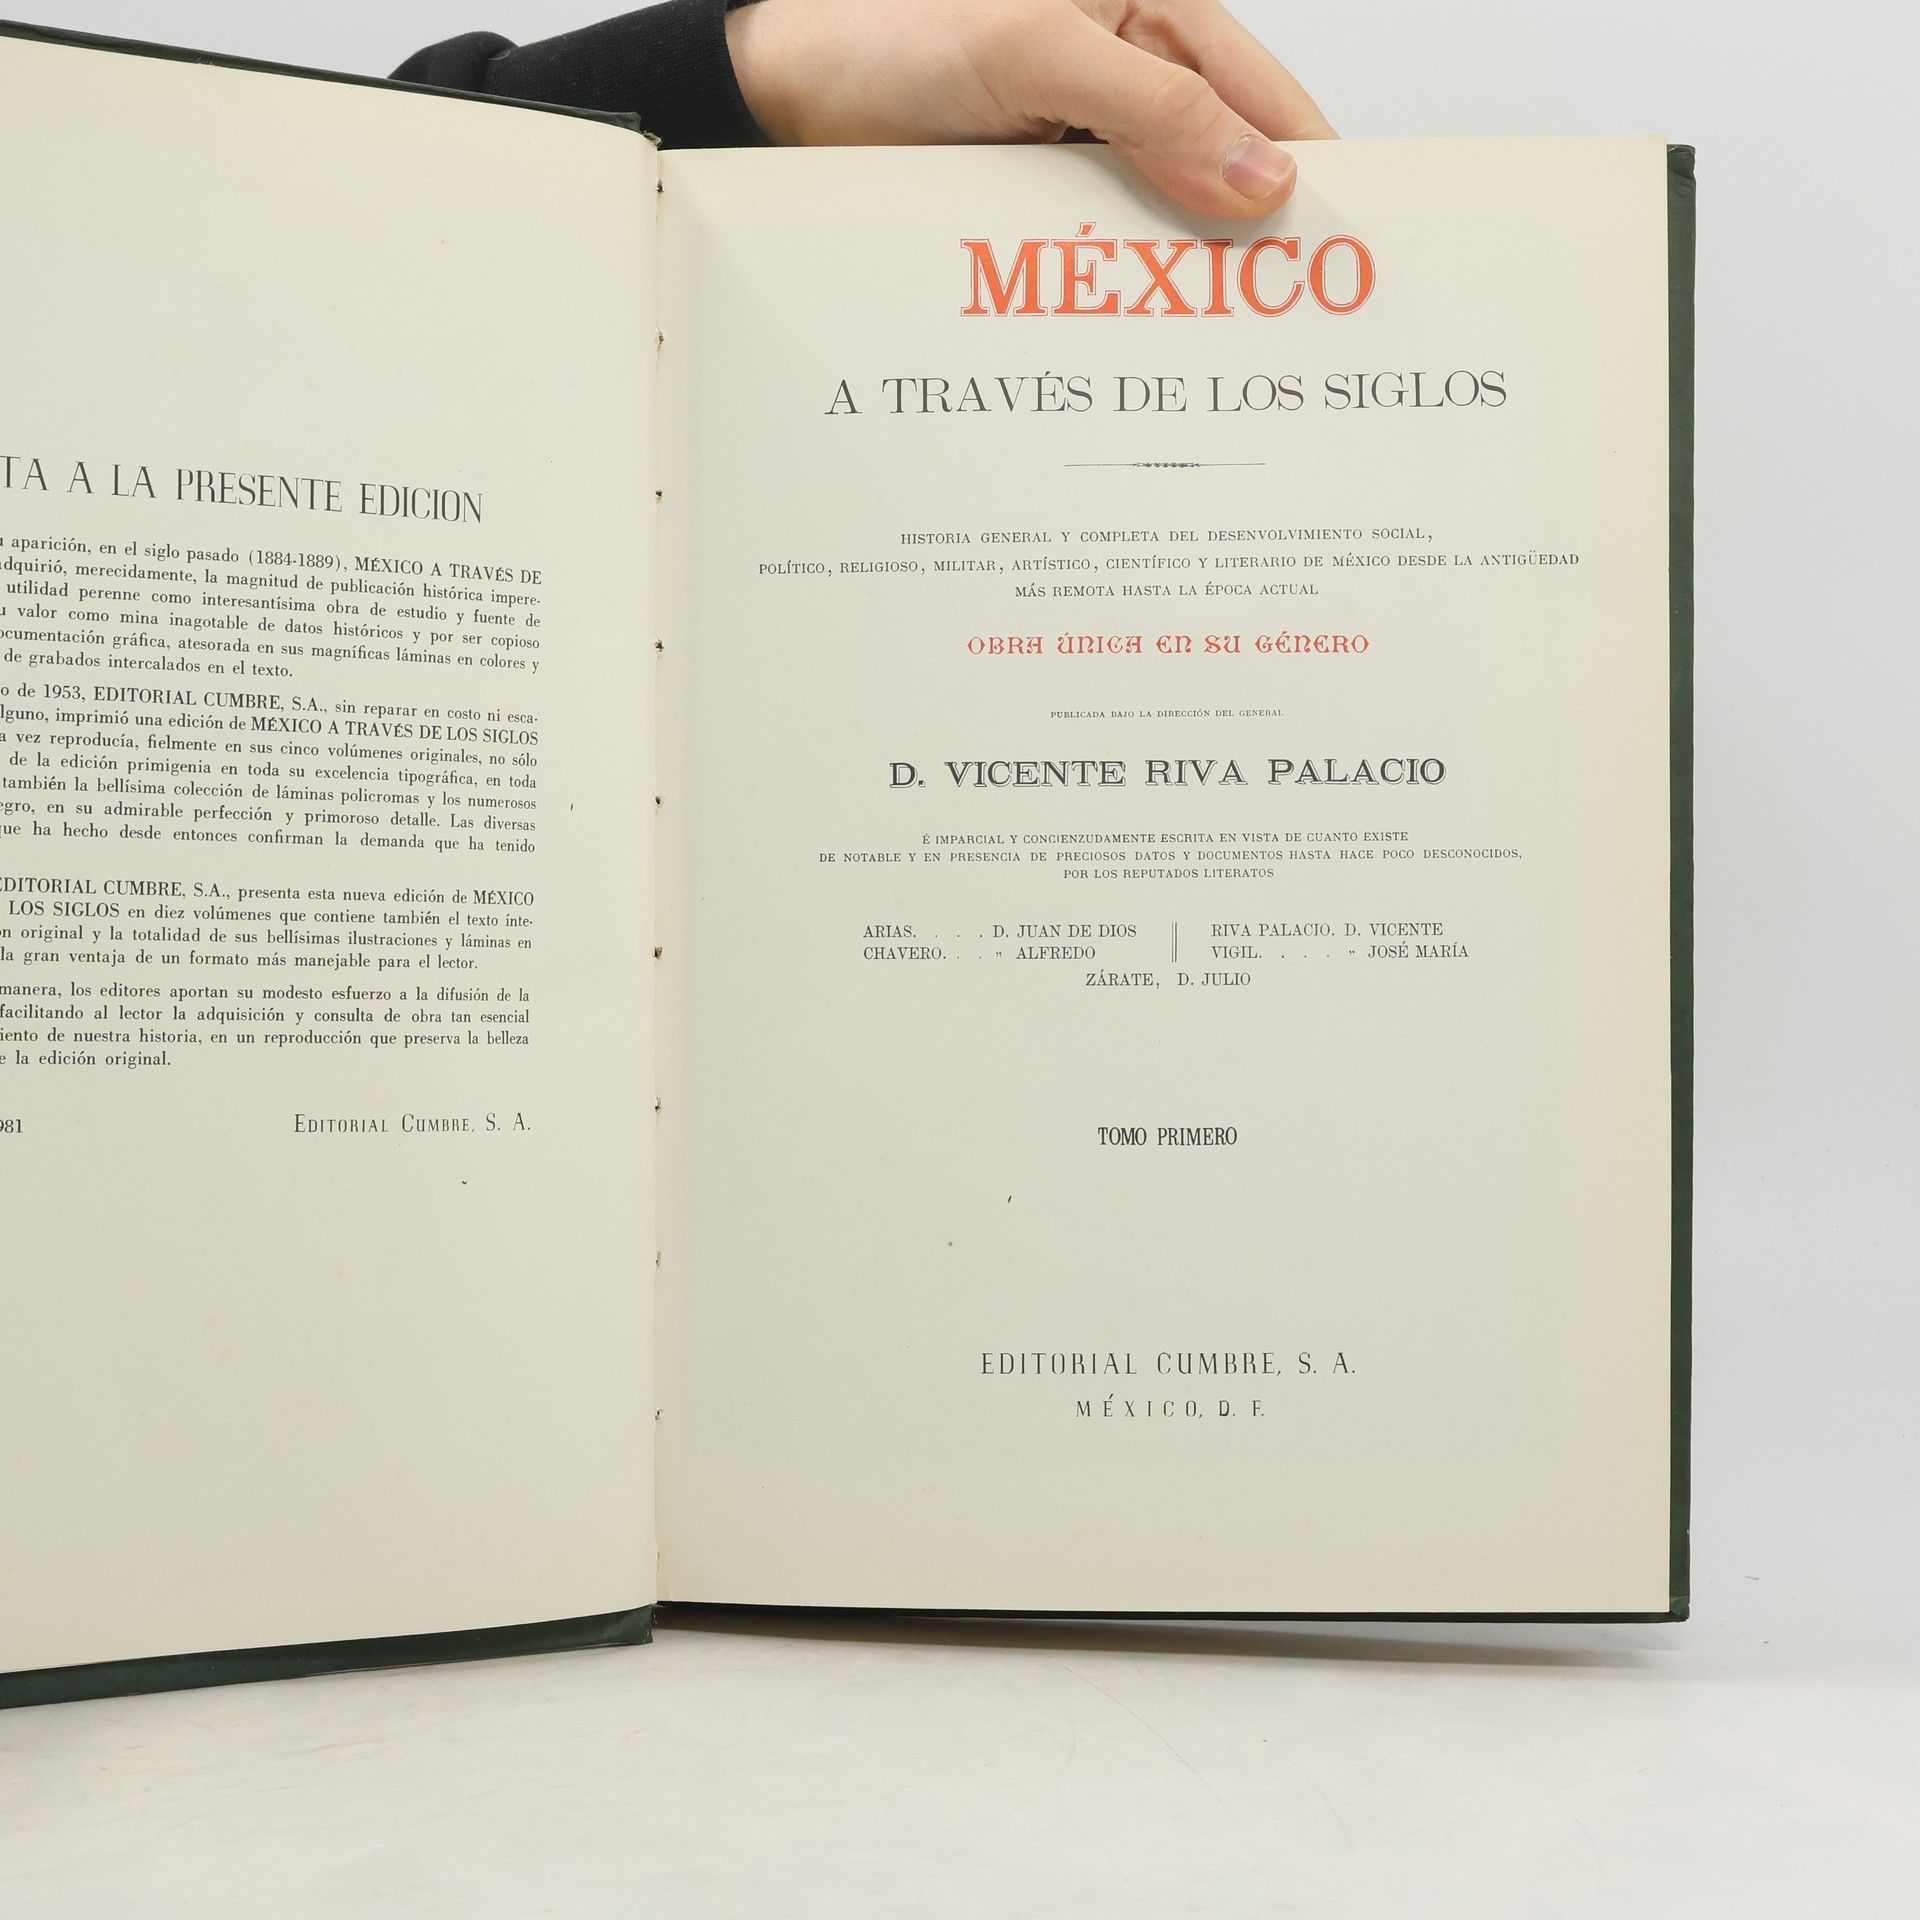 TA A LA PRESENTE EDICION
aparición, en el siglo pasado (1884-1889), MÉXICO A TRAVÉS DE
adquirió, merecidamente, la magnitud de publicación histórica impere-
utilidad perenne como interesantísima obra de estudio y fuente de
valor como mina inagotable de datos históricos y por ser copioso
ocumentación gráfica, atesorada en sus magníficas láminas en colores y
de grabados intercalados en el texto.
o de 1953, EDITORIAL CUMBRE, S.A., sin reparar en costo ni esca-
lguno, imprimió una edición de MÉXICO A TRAVÉS DE LOS SIGLOS
a vez reproducía, fielmente en sus cinco volúmenes originales, no sólo
de la edición primigenia en toda su excelencia tipográfica, en toda
también la bellísima colección de láminas policromas y los numerosos
egro, en su admirable perfección y primoroso detalle. Las diversas
que ha hecho desde entonces confirman la demanda que ha tenido
EDITORIAL CUMBRE, S.A., presenta esta nueva edición de MÉXICO
LOS SIGLOS en diez volúmenes que contiene también el texto ínte-
on original y la totalidad de sus bellísimas ilustraciones y láminas en
la gran ventaja de un formato más manejable para el lector.
manera, los editores aportan su modesto esfuerzo a la difusión de la
facilitando al lector la adquisición y consulta de obra tan esencial
iento de nuestra historia, en un reproducción que preserva la belleza
e la edición original.
981 EDITORIAL CUMBRE, S. A.
MÉXICO
A TRAVÉS DE LOS SIGLOS
HISTORIA GENERAL Y COMPLETA DEL DESENVOLVIMIENTO SOCIAL,
POLÍTICO, RELIGIOSO, MILITAR, ARTÍSTICO, CIENTÍFICO Y LITERARIO DE MÉXICO DESDE LA ANTIGÜEDAD
MÁS REMOTA HASTA LA ÉPOCA ACTUAL
OBRA ÚNICA EN SU GÉNERO
PUBLICADA BAJO LA DIRECCIÓN DEL GENERAL
D. VICENTE RIVA PALACIO
É IMPARCIAL Y CONCIENZUDAMENTE ESCRITA EN VISTA DE CUANTO EXISTE
DE NOTABLE Y EN PRESENCIA DE PRECIOSOS DATOS Y DOCUMENTOS HASTA HACE POCO DESCONOCIDOS,
POR LOS REPUTADOS LITERATOS
ARIAS. . . . D. JUAN DE DIOS || RIVA PALACIO. D. VICENTE
CHAVERO. . . „ ALFREDO || VIGIL. . . . „ JOSÉ MARÍA
ZÁRATE, D. JULIO
TOMO PRIMERO
EDITORIAL CUMBRE, S. A.
MÉXICO, D. F.